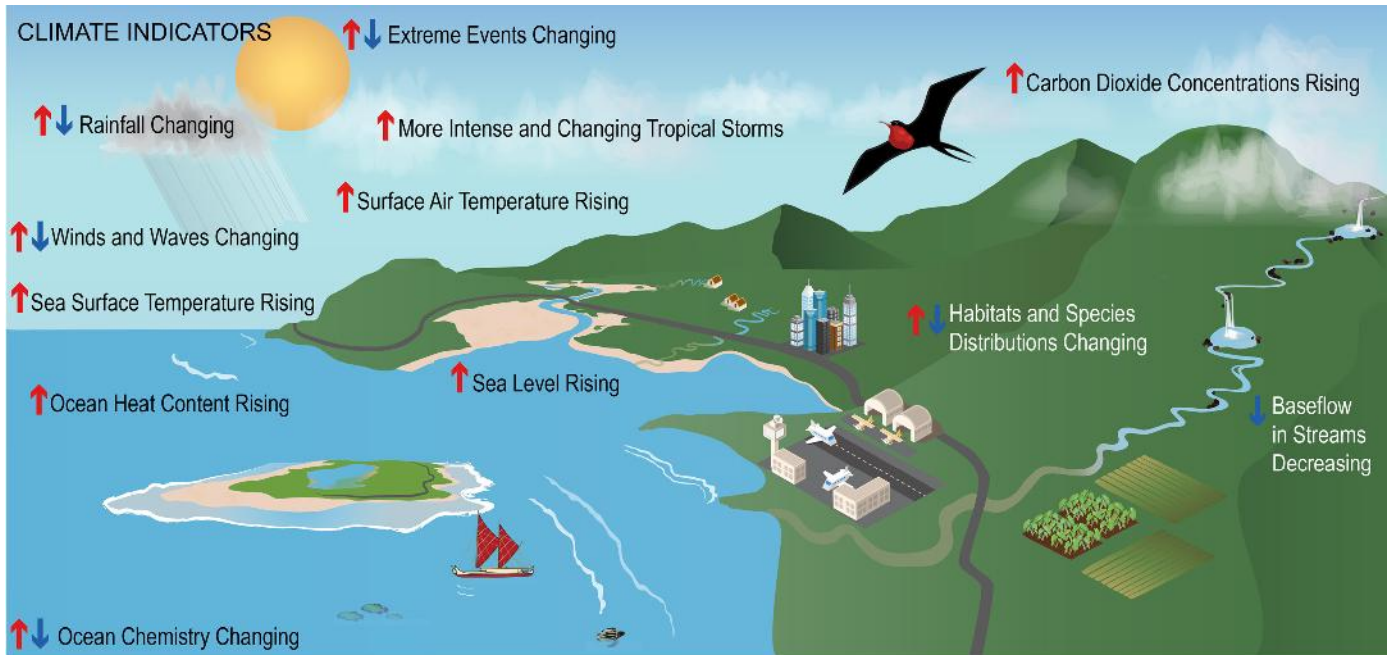 CLIMATE INDICATORS
Extreme Events Changing
Carbon Dioxide Concentrations Rising
Rainfall Changing
More Intense and Changing Tropical Storms
Surface Air Temperature Rising
Winds and Waves Changing
Sea Surface Temperature Rising
Habitats and Species
Distributions Changing
Sea Level Rising
Ocean Heat Content Rising
Baseflow
in Streams
Decreasing
Ocean Chemistry Changing